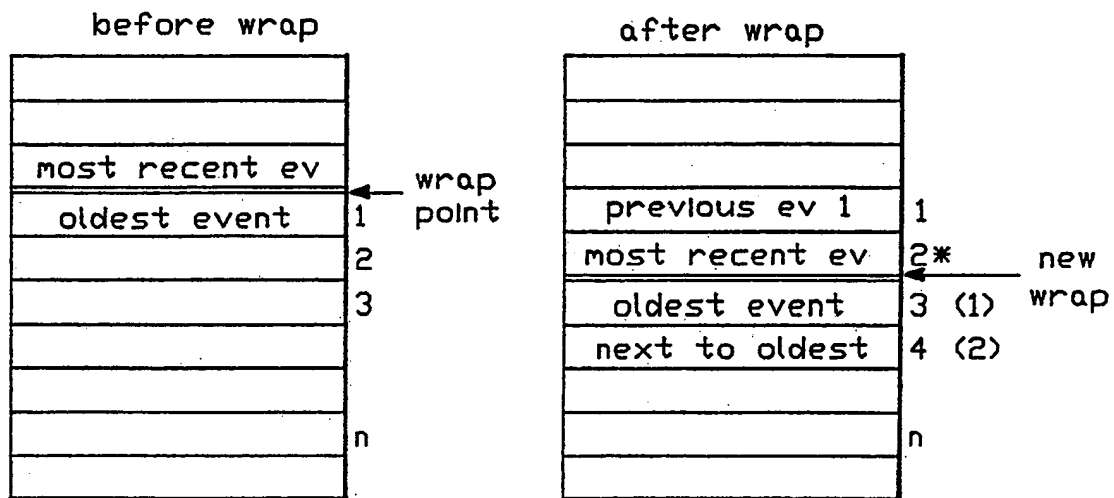 before wrap
most recent ev
wrap
point
oldest event 1
2
3
n
after wrap
previous ev 1 1
most recent ev 2*
new
wrap
oldest event 3 (1)
next to oldest 4 (2)
n